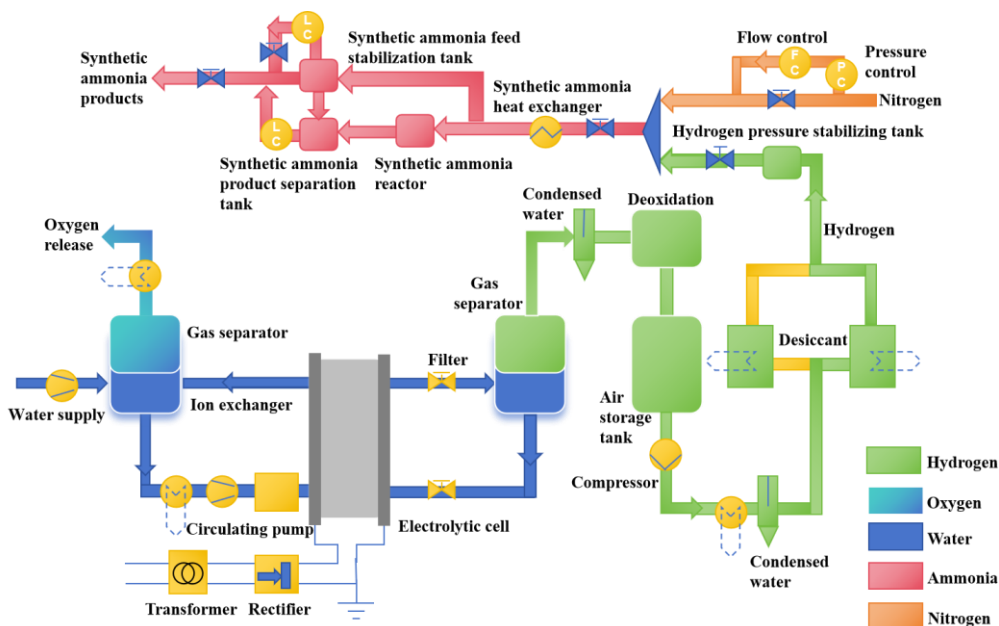 L
C
Synthetic
ammonia
products
Synthetic ammonia feed
stabilization tank
Flow control
F
C
P
C
Pressure
control
Nitrogen
Synthetic ammonia
heat exchanger
Hydrogen pressure stabilizing tank
L
C
Synthetic ammonia
product separation
tank
Synthetic ammonia
reactor
Condensed
water
Deoxidation
Hydrogen
Oxygen
release
Gas
separator
Gas separator
Desiccant
Filter
Water supply
Ion exchanger
Air
storage
tank
Compressor
Circulating pump
Electrolytic cell
Condensed
water
Transformer
Rectifier
Hydrogen
Oxygen
Water
Ammonia
Nitrogen